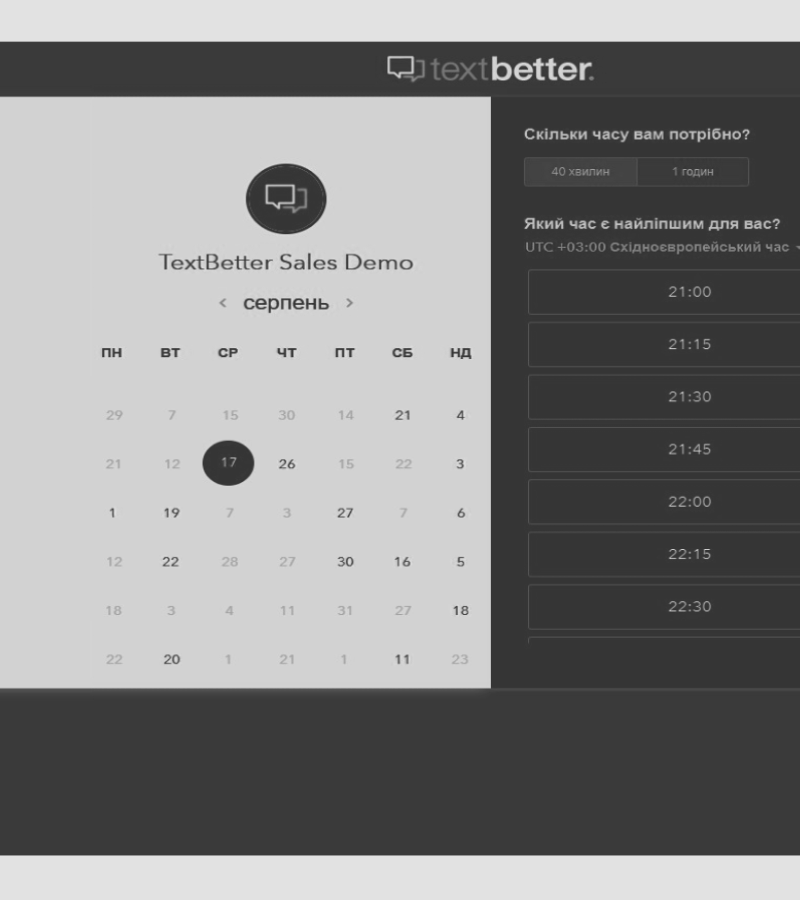 textbetter.
TextBetter Sales Demo
< серпень >
ПН ВТ СР ЧТ ПТ СБ НД
29 7 15 30 14 21 4
21 12 17 26 15 22 3
1 19 7 3 27 7 6
12 22 28 27 30 16 5
18 3 4 11 31 27 18
22 20 1 21 1 11 23
Скільки часу вам потрібно?
40 хвилин 1 годин
Який час є найліпшим для вас?
UTC +03:00 Східноєвропейський час
21:00
21:15
21:30
21:45
22:00
22:15
22:30